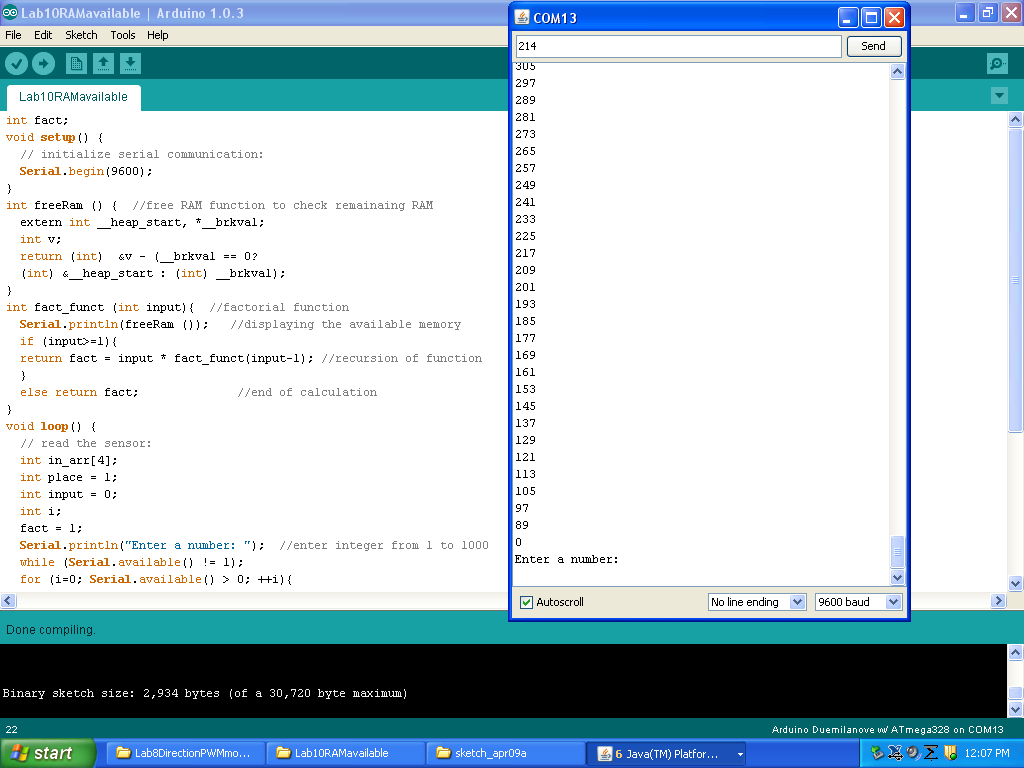 Lab10RAMavailable | Arduino 1.0.3
File Edit Sketch Tools Help
Lab10RAMavailable
int fact;
void setup() {
// initialize serial communication:
Serial.begin(9600);
}
int freeRam () { //free RAM function to check remainaing RAM
extern int __heap_start, *__brkval;
int v;
return (int) &v - (__brkval == 0?
(int) &__heap_start : (int) __brkval);
}
int fact_funct (int input){ //factorial function
Serial.println(freeRam ()); //displaying the available memory
if (input>=1){
return fact = input * fact_funct(input-1); //recursion of function
}
else return fact; //end of calculation
}
void loop() {
// read the sensor:
int in_arr[4];
int place = 1;
int input = 0;
int i;
fact = 1;
Serial.println("Enter a number: "); //enter integer from 1 to 1000
while (Serial.available() != 1);
for (i=0; Serial.available() > 0; ++i){
COM13
214
Send
305
297
289
281
273
265
257
249
241
233
225
217
209
201
193
185
177
169
161
153
145
137
129
121
113
105
97
89
0
Enter a number:
Autoscroll
No line ending
9600 baud
Done compiling.
Binary sketch size: 2,934 bytes (of a 30,720 byte maximum)
22
Arduino Duemilanove w/ ATmega328 on COM13
start
Lab8DirectionPWMmo...
Lab10RAMavailable
sketch_apr09a
6 Java(TM) Platfor...
12:07 PM